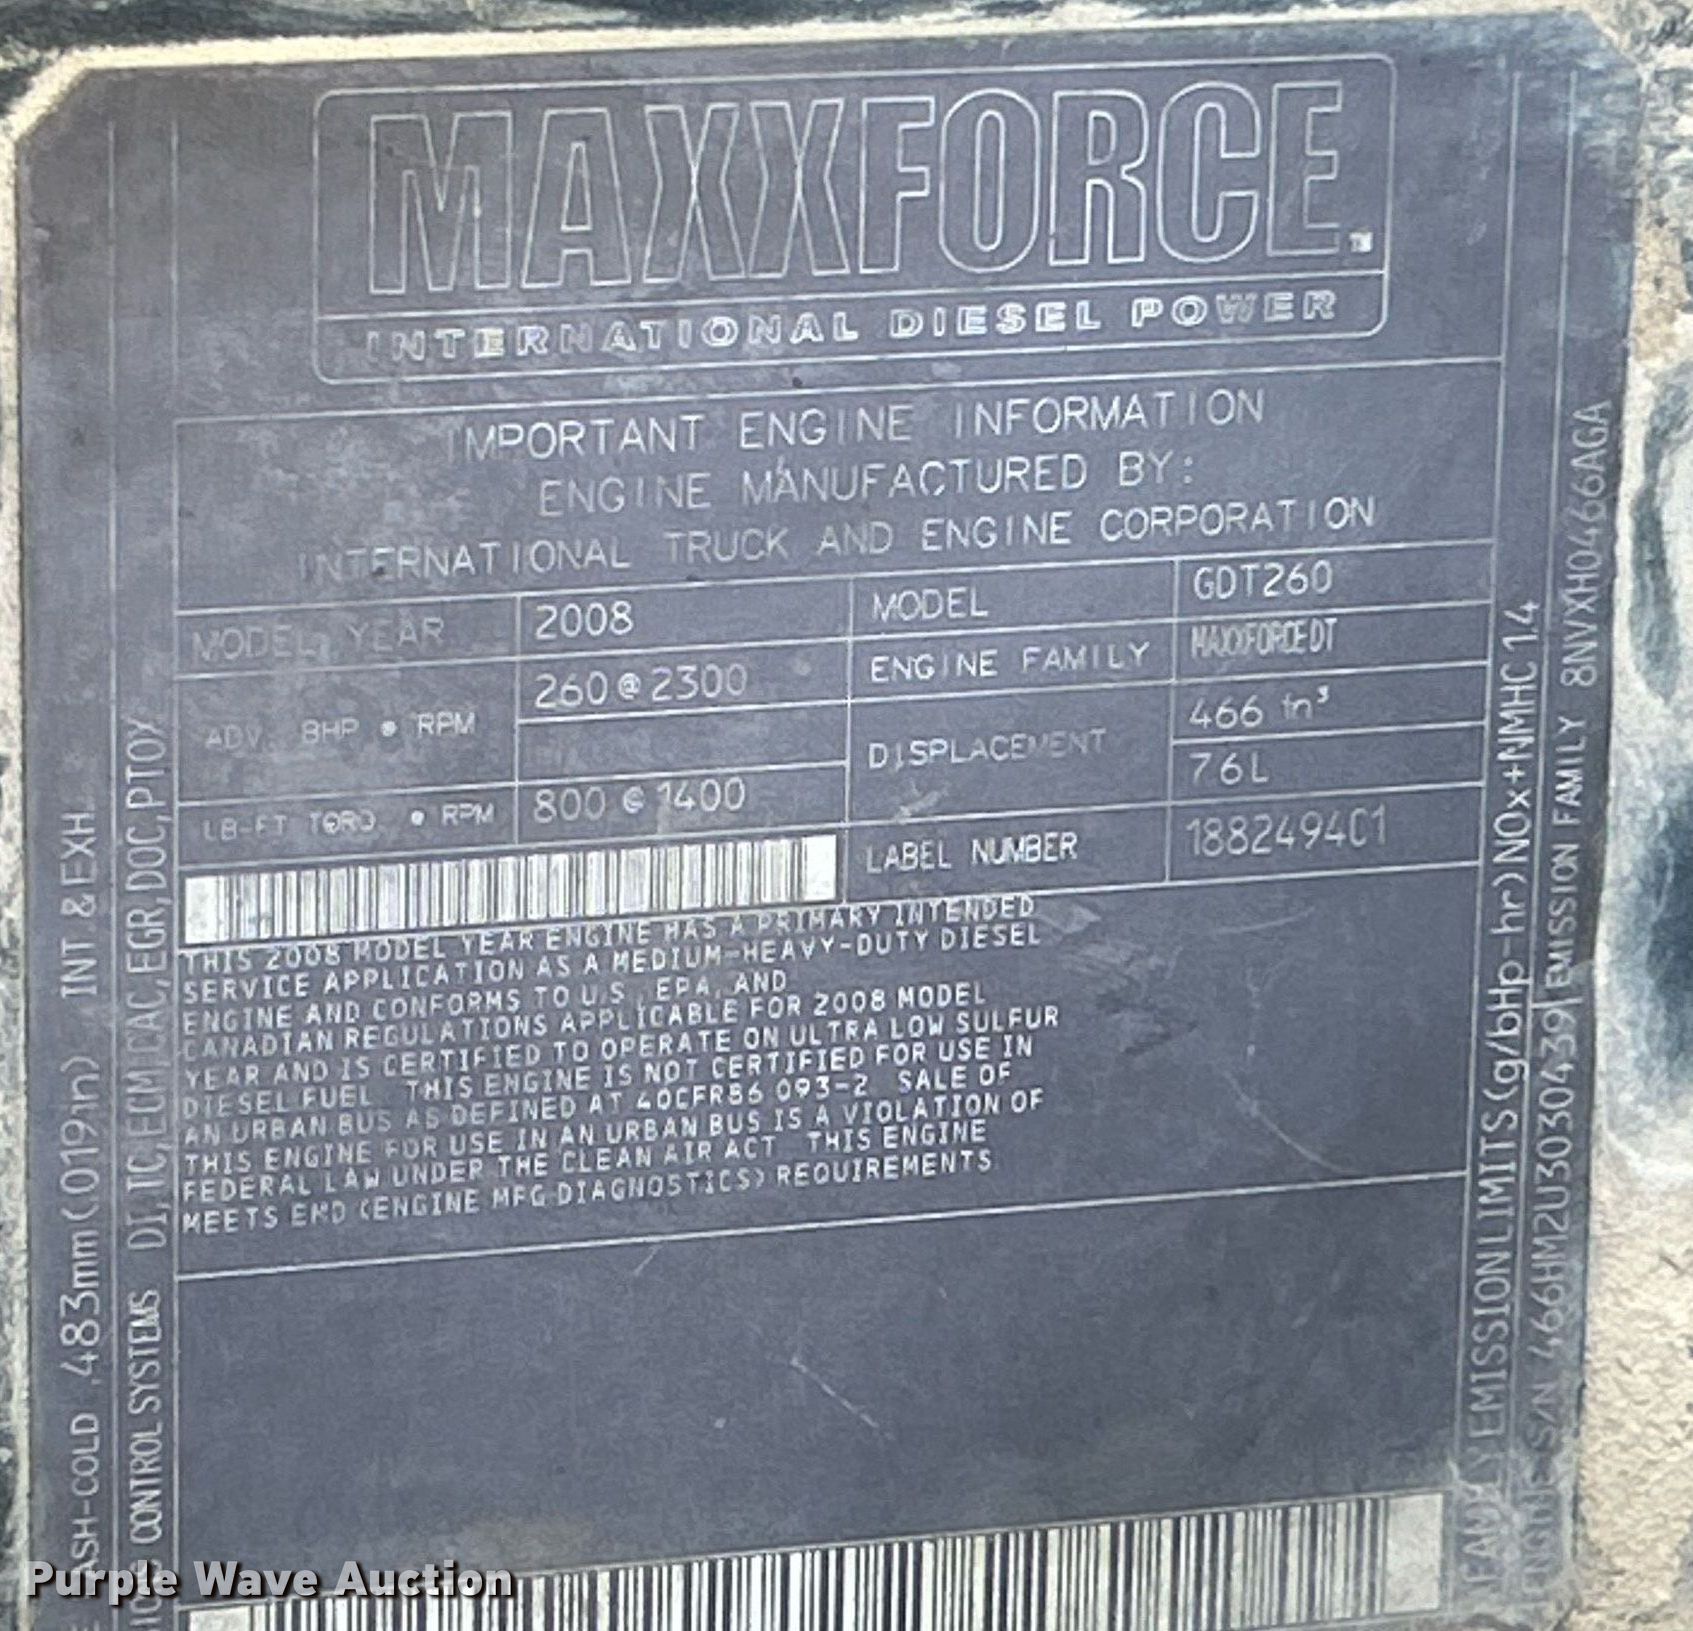 MAXXFORCE™
INTERNATIONAL DIESEL POWER
IMPORTANT ENGINE INFORMATION
ENGINE MANUFACTURED BY:
INTERNATIONAL TRUCK AND ENGINE CORPORATION
MODEL YEAR 2008 MODEL GDT260
ADV. BHP @ RPM 260@2300 ENGINE FAMILY MAXXFORCE DT
DISPLACEMENT 466 in³
7.6L
LB-FT TORQ. @ RPM 800 @ 1400
LABEL NUMBER 1882494C1
THIS 2008 MODEL YEAR ENGINE HAS A PRIMARY INTENDED
SERVICE APPLICATION AS A MEDIUM-HEAVY-DUTY DIESEL
ENGINE AND CONFORMS TO U.S. EPA, AND
CANADIAN REGULATIONS APPLICABLE FOR 2008 MODEL
YEAR AND IS CERTIFIED TO OPERATE ON ULTRA LOW SULFUR
DIESEL FUEL. THIS ENGINE IS NOT CERTIFIED FOR USE IN
AN URBAN BUS AS DEFINED AT 40CFR86.093-2. SALE OF
THIS ENGINE FOR USE IN AN URBAN BUS IS A VIOLATION OF
FEDERAL LAW UNDER THE CLEAN AIR ACT. THIS ENGINE
MEETS EMD (ENGINE MFG DIAGNOSTICS) REQUIREMENTS.
ASH-COLD .483mm(.019in) INT.&EXH.
CONTROL SYSTEMS DI,TC,ECM,CAC,EGR,DOC,PTOX
FAMILY EMISSION LIMITS(g/bHp-hr)NOx+NMHC 1.4
ENGINE S/N 466HM2U3030439 EMISSION FAMILY 8NVXH0466AGA
Purple Wave Auction